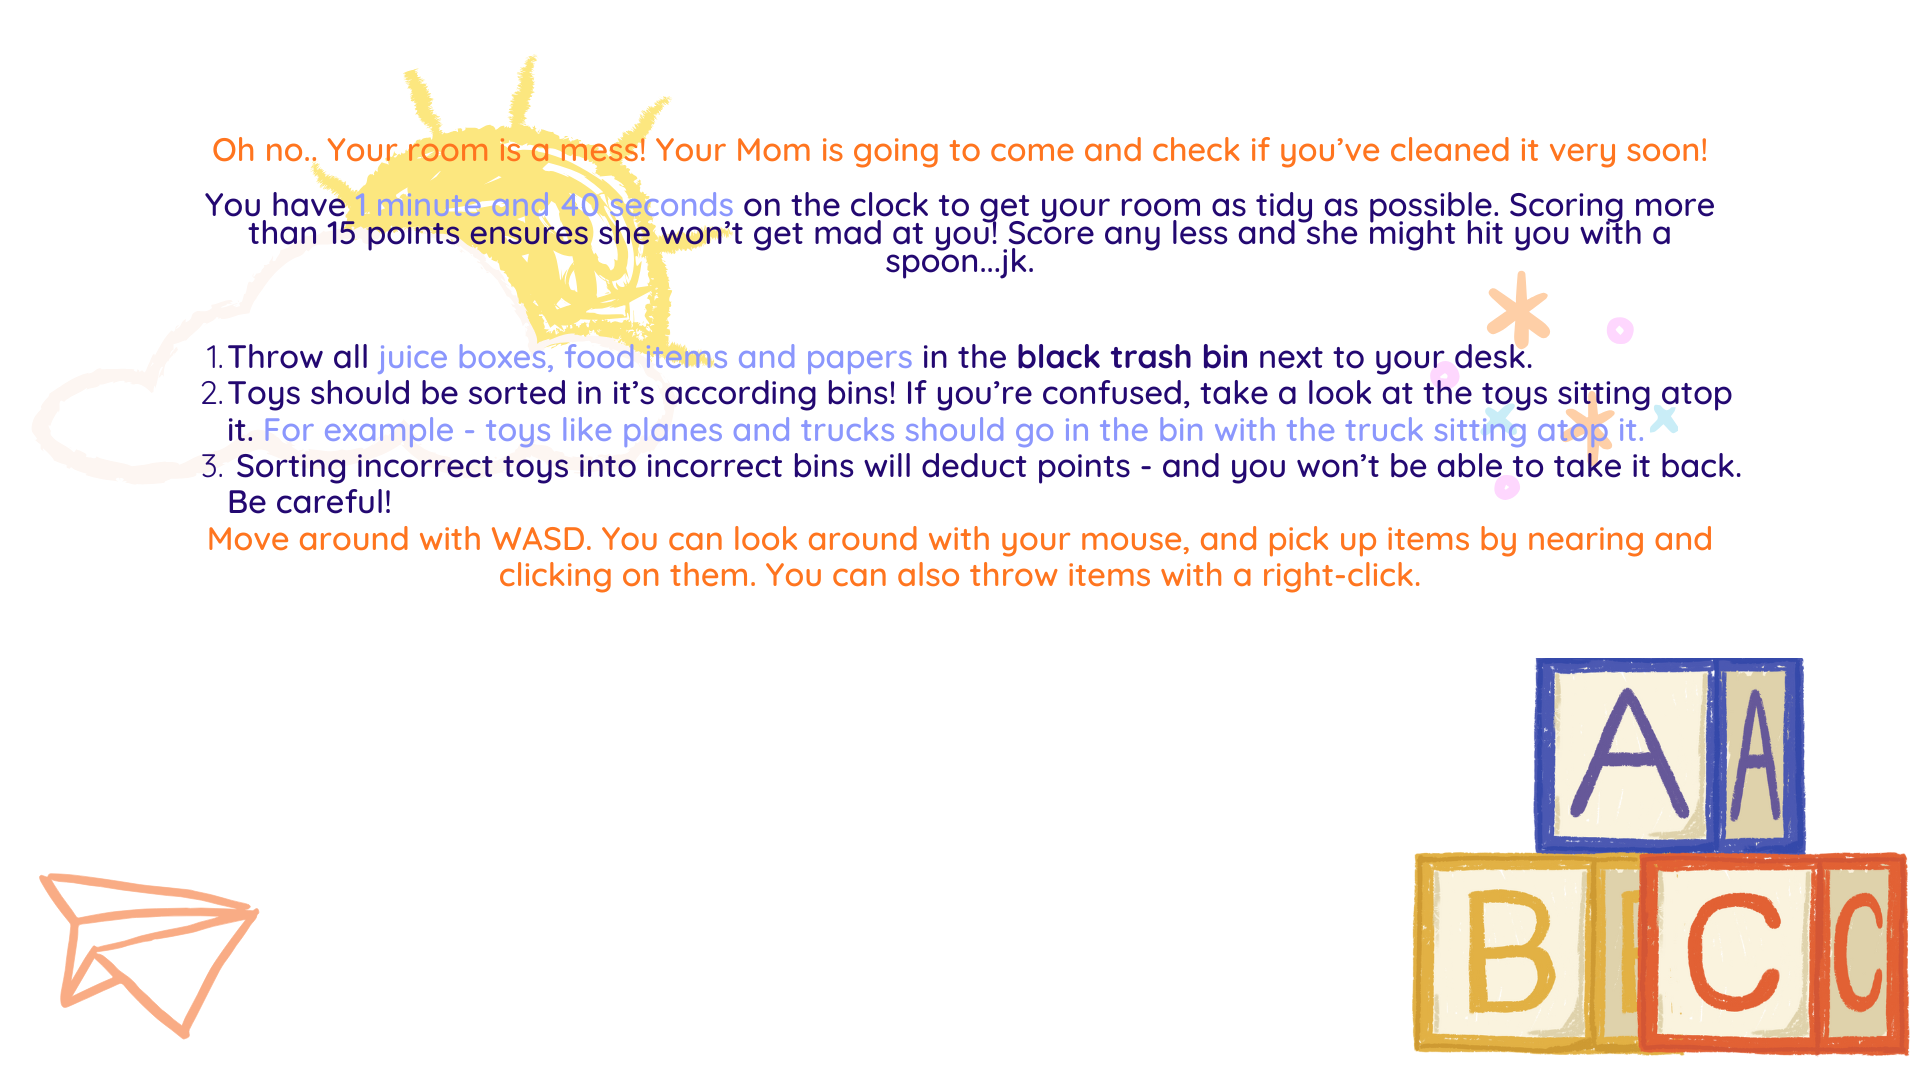 Oh no.. Your room is a mess! Your Mom is going to come and check if you’ve cleaned it very soon!
You have 1 minute and 40 seconds on the clock to get your room as tidy as possible. Scoring more
than 15 points ensures she won’t get mad at you! Score any less and she might hit you with a
spoon...jk.
1. Throw all juice boxes, food items and papers in the black trash bin next to your desk.
2. Toys should be sorted in it’s according bins! If you’re confused, take a look at the toys sitting atop
it. For example - toys like planes and trucks should go in the bin with the truck sitting atop it.
3. Sorting incorrect toys into incorrect bins will deduct points - and you won’t be able to take it back.
Be careful!
Move around with WASD. You can look around with your mouse, and pick up items by nearing and
clicking on them. You can also throw items with a right-click.
A A
B B C C